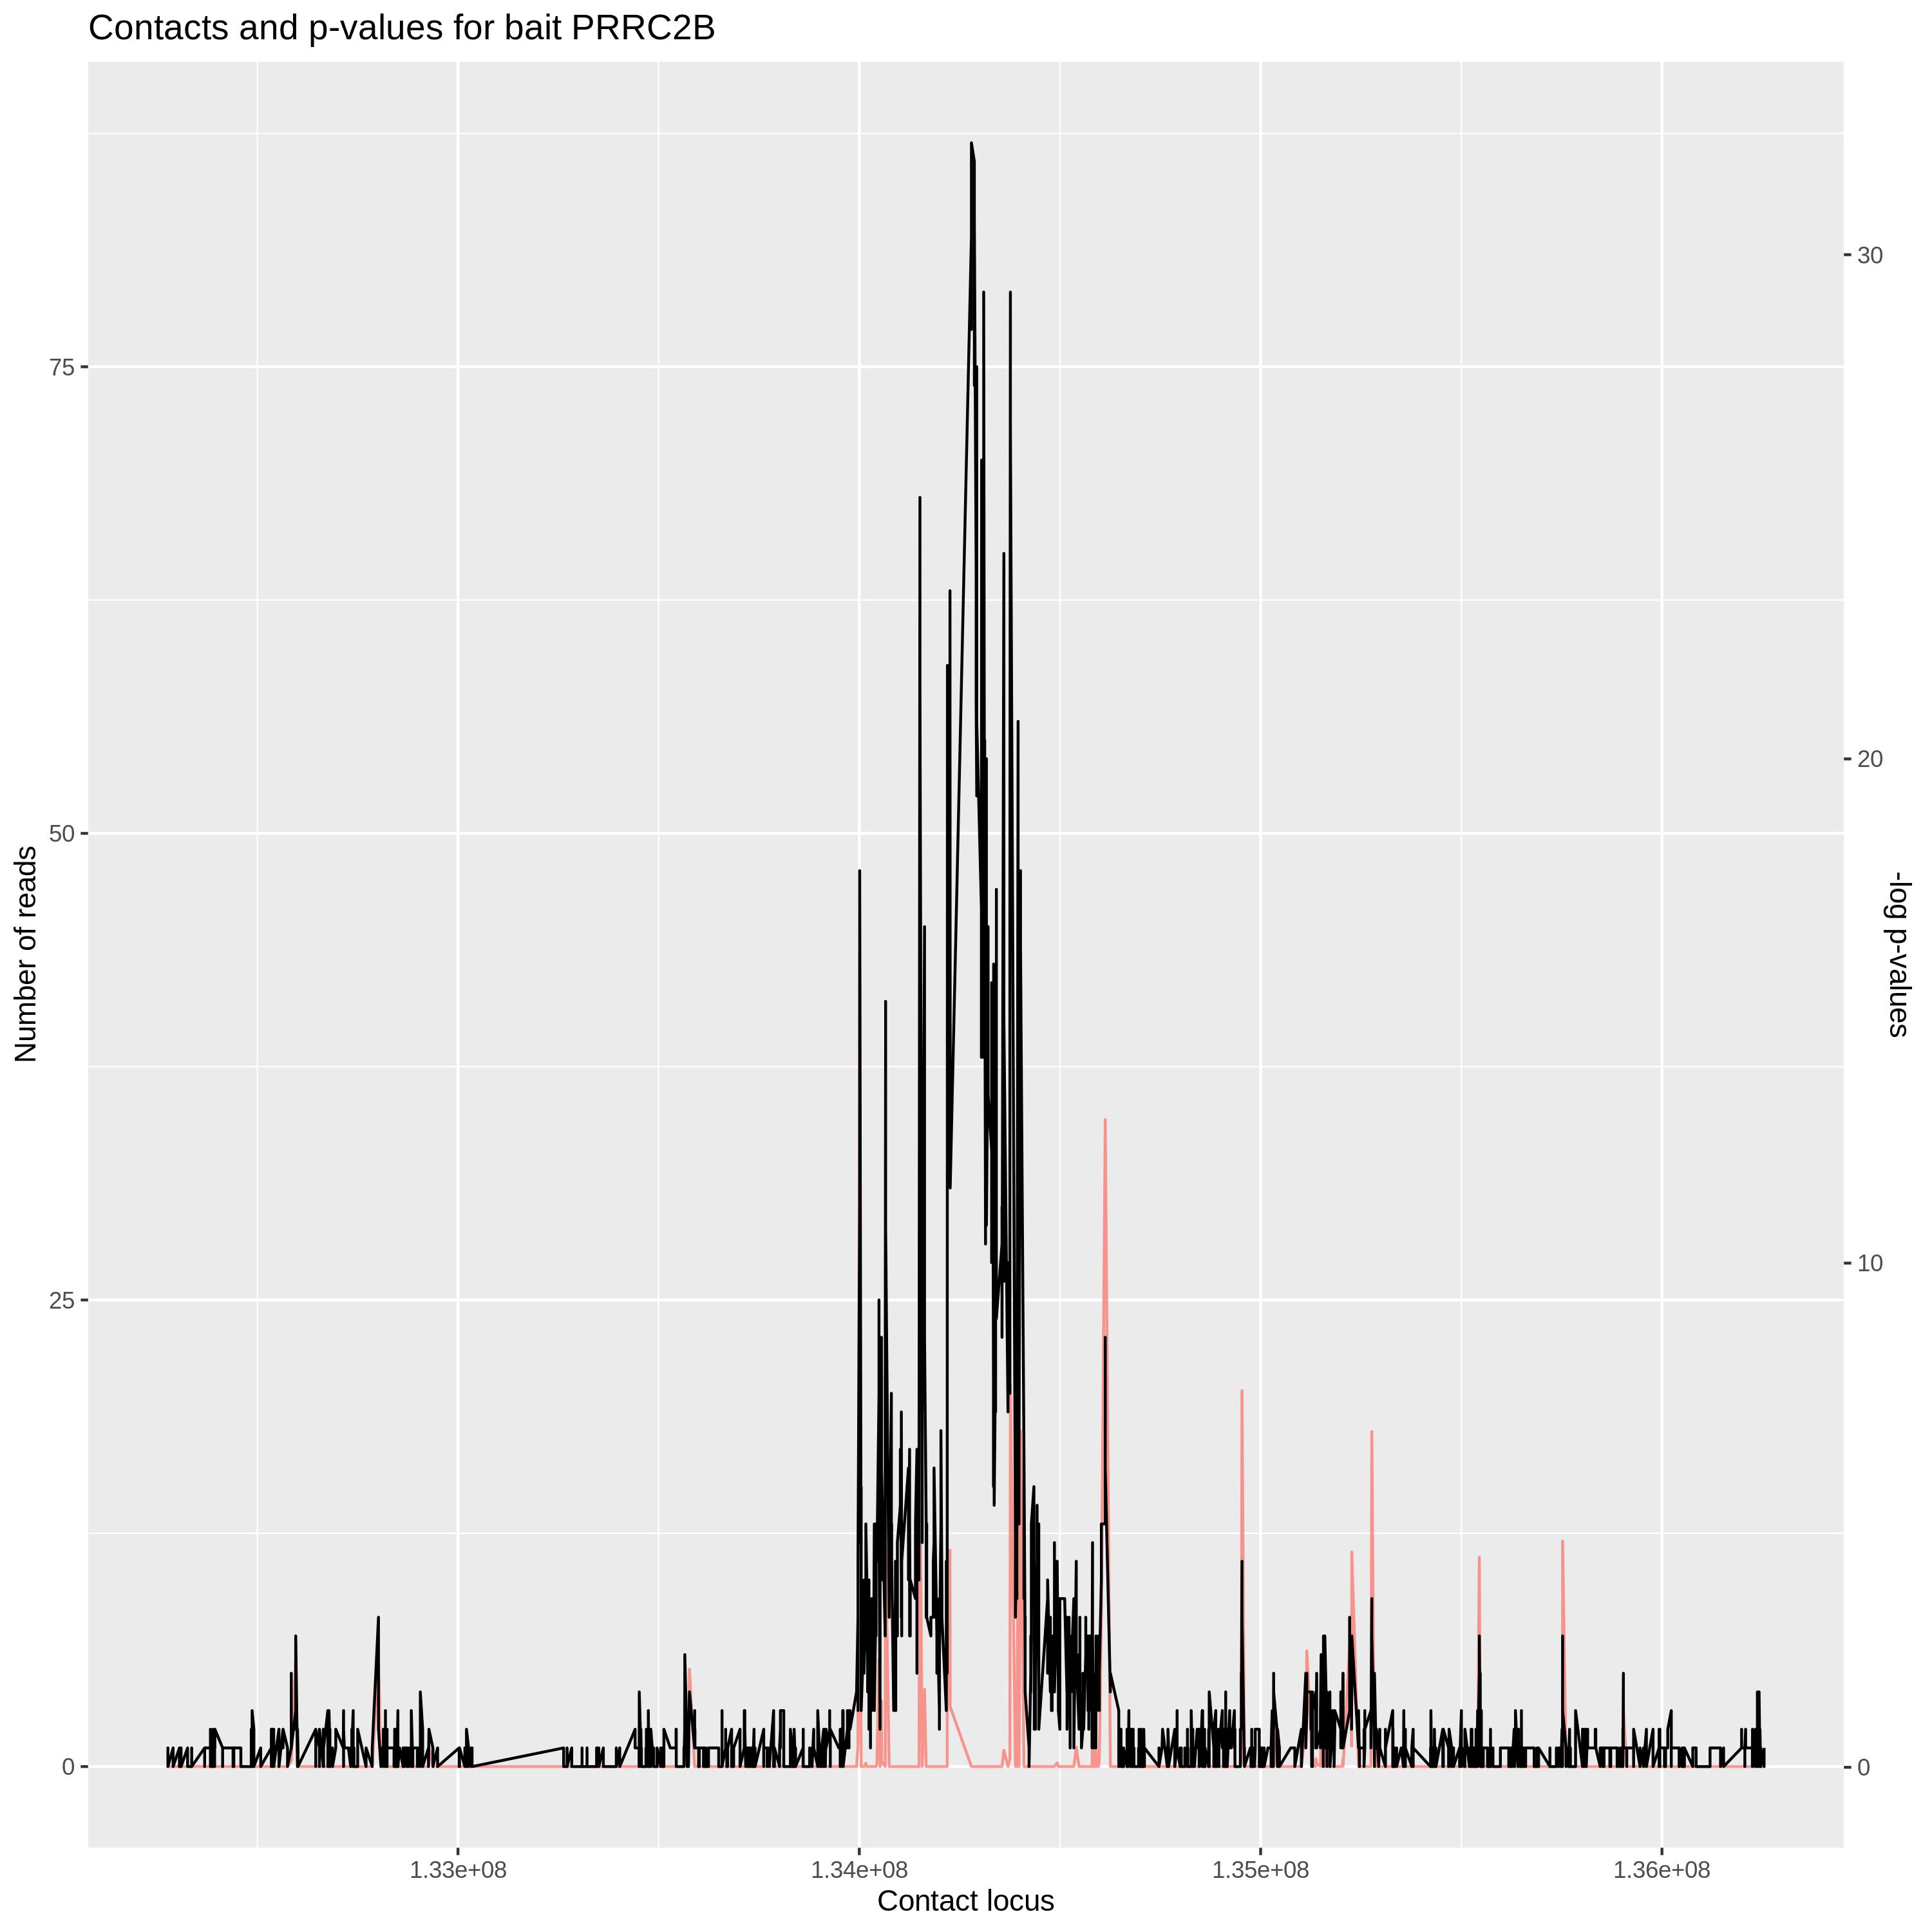 Contacts and p-values for bait PRRC2B
30
75
20
50
Number of reads
-log p-values
10
25
0
0
1.33e+08
1.34e+08
1.35e+08
1.36e+08
Contact locus